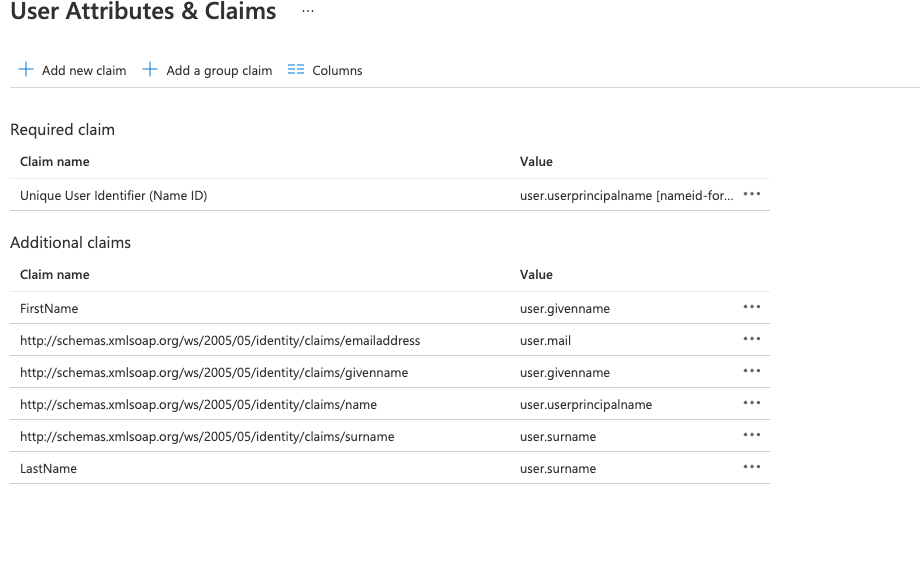 User Attributes & Claims ...
Add new claim Add a group claim Columns
Required claim
Claim name Value
Unique User Identifier (Name ID) user.userprincipalname [nameid-for... •••
Additional claims
Claim name Value
FirstName user.givenname •••
http://schemas.xmlsoap.org/ws/2005/05/identity/claims/emailaddress user.mail •••
http://schemas.xmlsoap.org/ws/2005/05/identity/claims/givenname user.givenname •••
http://schemas.xmlsoap.org/ws/2005/05/identity/claims/name user.userprincipalname •••
http://schemas.xmlsoap.org/ws/2005/05/identity/claims/surname user.surname •••
LastName user.surname •••